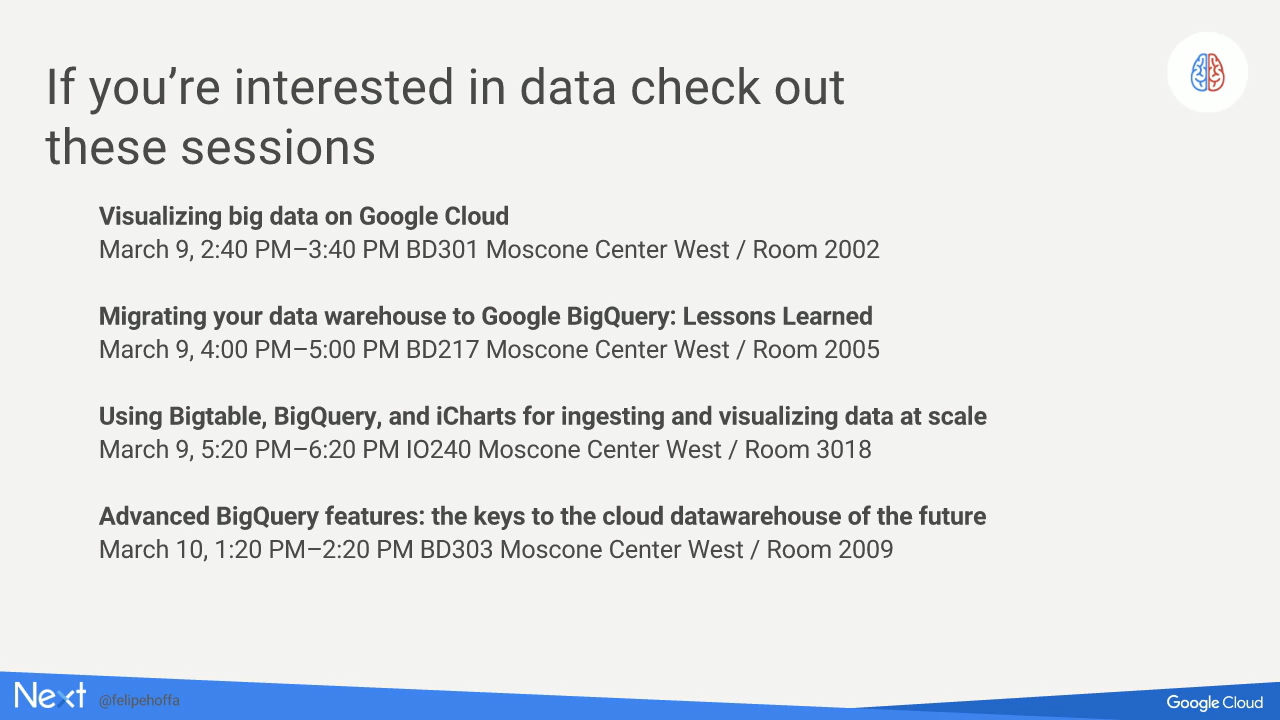 If you’re interested in data check out
these sessions
Visualizing big data on Google Cloud
March 9, 2:40 PM–3:40 PM BD301 Moscone Center West / Room 2002
Migrating your data warehouse to Google BigQuery: Lessons Learned
March 9, 4:00 PM–5:00 PM BD217 Moscone Center West / Room 2005
Using Bigtable, BigQuery, and iCharts for ingesting and visualizing data at scale
March 9, 5:20 PM–6:20 PM IO240 Moscone Center West / Room 3018
Advanced BigQuery features: the keys to the cloud datawarehouse of the future
March 10, 1:20 PM–2:20 PM BD303 Moscone Center West / Room 2009
Next @felipehoffa
Google Cloud